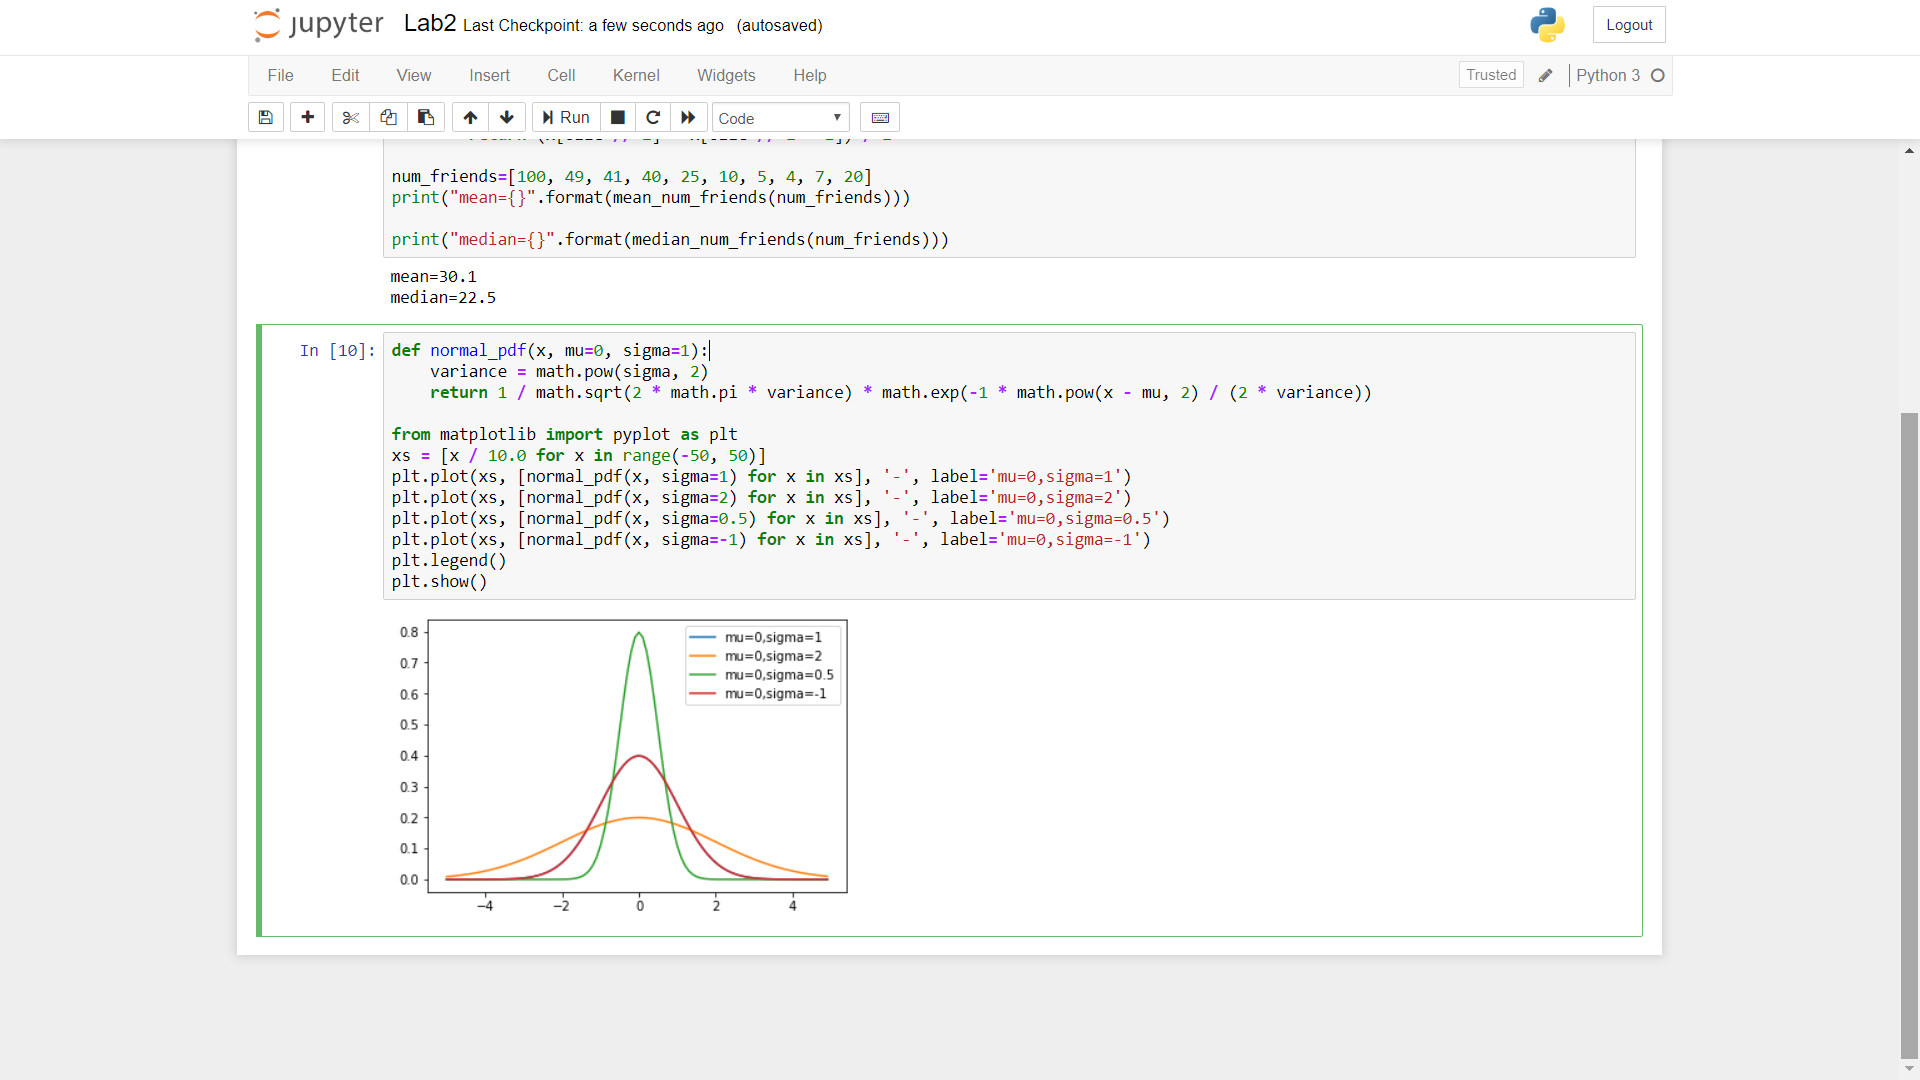 jupyter Lab2 Last Checkpoint: a few seconds ago (autosaved) Logout
File Edit View Insert Cell Kernel Widgets Help Trusted Python 3
Run Code
num_friends=[100, 49, 41, 40, 25, 10, 5, 4, 7, 20]
print("mean={}".format(mean_num_friends(num_friends)))
print("median={}".format(median_num_friends(num_friends)))
mean=30.1
median=22.5
In [10]: def normal_pdf(x, mu=0, sigma=1):
variance = math.pow(sigma, 2)
return 1 / math.sqrt(2 * math.pi * variance) * math.exp(-1 * math.pow(x - mu, 2) / (2 * variance))
from matplotlib import pyplot as plt
xs = [x / 10.0 for x in range(-50, 50)]
plt.plot(xs, [normal_pdf(x, sigma=1) for x in xs], '-', label='mu=0,sigma=1')
plt.plot(xs, [normal_pdf(x, sigma=2) for x in xs], '-', label='mu=0,sigma=2')
plt.plot(xs, [normal_pdf(x, sigma=0.5) for x in xs], '-', label='mu=0,sigma=0.5')
plt.plot(xs, [normal_pdf(x, sigma=-1) for x in xs], '-', label='mu=0,sigma=-1')
plt.legend()
plt.show()
mu=0,sigma=1
mu=0,sigma=2
mu=0,sigma=0.5
mu=0,sigma=-1
0.8
0.7
0.6
0.5
0.4
0.3
0.2
0.1
0.0
−4 −2 0 2 4